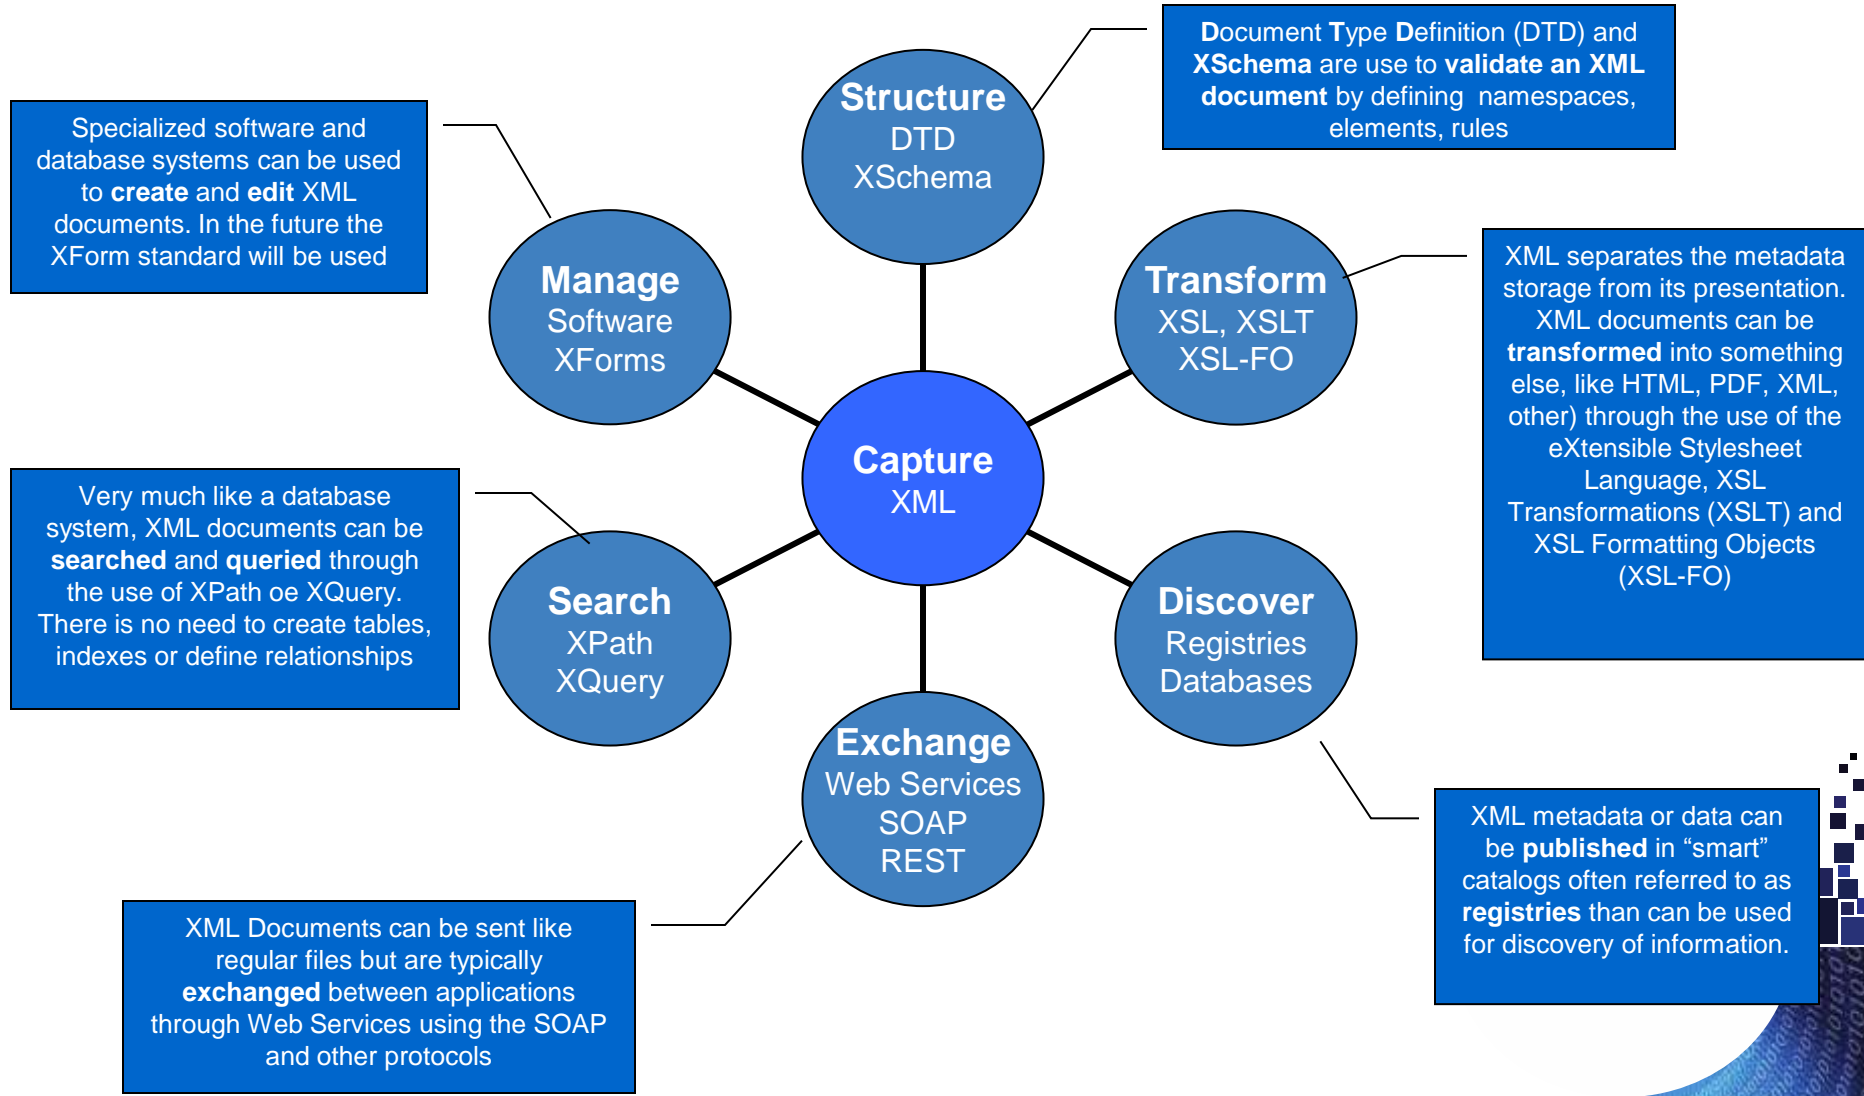 Document Type Definition (DTD) and
XSchema are use to validate an XML
document by defining namespaces,
elements, rules
Structure
DTD
XSchema
Specialized software and
database systems can be used
to create and edit XML
documents. In the future the
XForm standard will be used
Manage
Software
XForms
Transform
XSL, XSLT
XSL-FO
XML separates the metadata
storage from its presentation.
XML documents can be
transformed into something
else, like HTML, PDF, XML,
other) through the use of the
eXtensible Stylesheet
Language, XSL
Transformations (XSLT) and
XSL Formatting Objects
(XSL-FO)
Capture
XML
Very much like a database
system, XML documents can be
searched and queried through
the use of XPath oe XQuery.
There is no need to create tables,
indexes or define relationships
Search
XPath
XQuery
Discover
Registries
Databases
Exchange
Web Services
SOAP
REST
XML metadata or data can
be published in “smart”
catalogs often referred to as
registries than can be used
for discovery of information.
XML Documents can be sent like
regular files but are typically
exchanged between applications
through Web Services using the SOAP
and other protocols